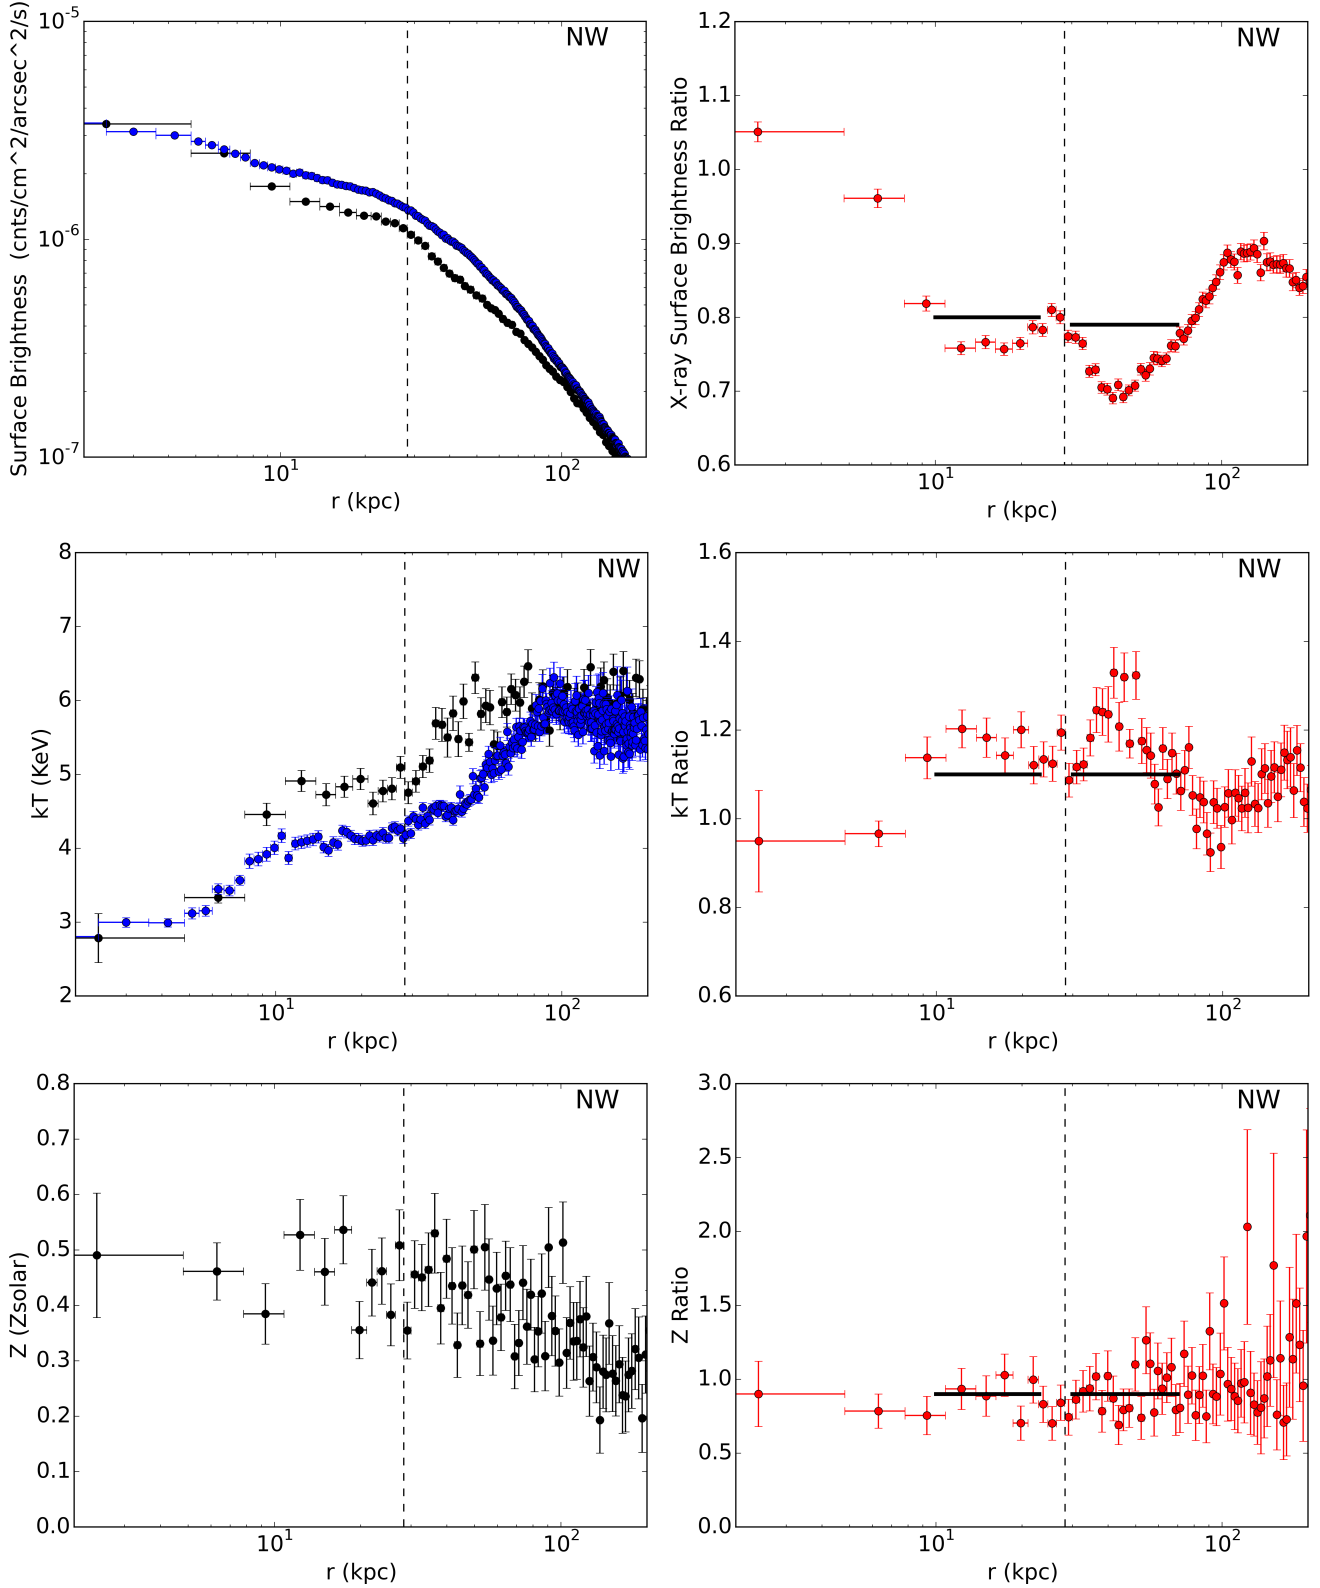 NW
Surface Brightness (cnts/cm^2/arcsec^2/s)
10^-5
10^-6
10^-7
10^1
10^2
r (kpc)
NW
X-ray Surface Brightness Ratio
1.2
1.1
1.0
0.9
0.8
0.7
0.6
10^1
10^2
r (kpc)
NW
kT (KeV)
8
7
6
5
4
3
2
10^1
10^2
r (kpc)
NW
kT Ratio
1.6
1.4
1.2
1.0
0.8
0.6
10^1
10^2
r (kpc)
NW
Z (Zsolar)
0.8
0.7
0.6
0.5
0.4
0.3
0.2
0.1
0.0
10^1
10^2
r (kpc)
NW
Z Ratio
3.0
2.5
2.0
1.5
1.0
0.5
0.0
10^1
10^2
r (kpc)